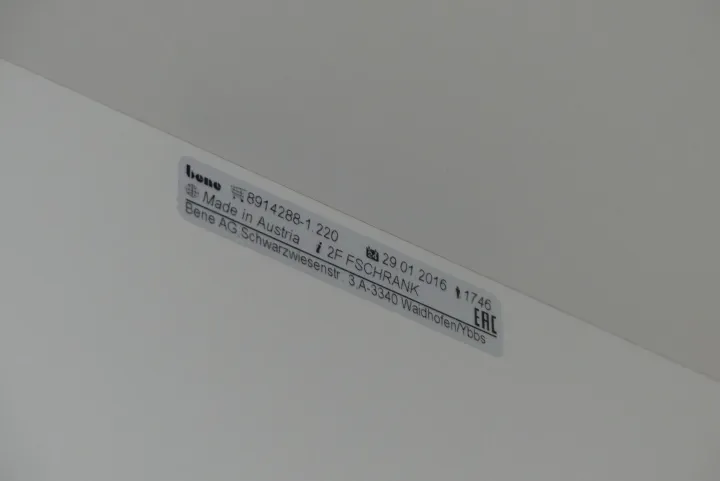 bene 8914288-1.220 29.01.2016 1746
Made in Austria i 2F FSCHRANK EAC
Bene AG,Schwarzwiesenstr. 3,A-3340 Waidhofen/Ybbs